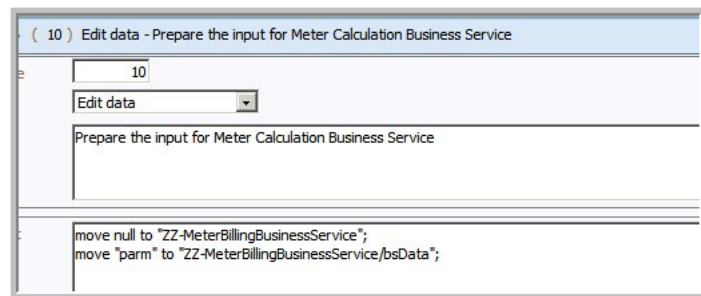 ( 10 ) Edit data - Prepare the input for Meter Calculation Business Service
10
Edit data
Prepare the input for Meter Calculation Business Service
move null to "ZZ-MeterBillingBusinessService";
move "parm" to "ZZ-MeterBillingBusinessService/bsData";